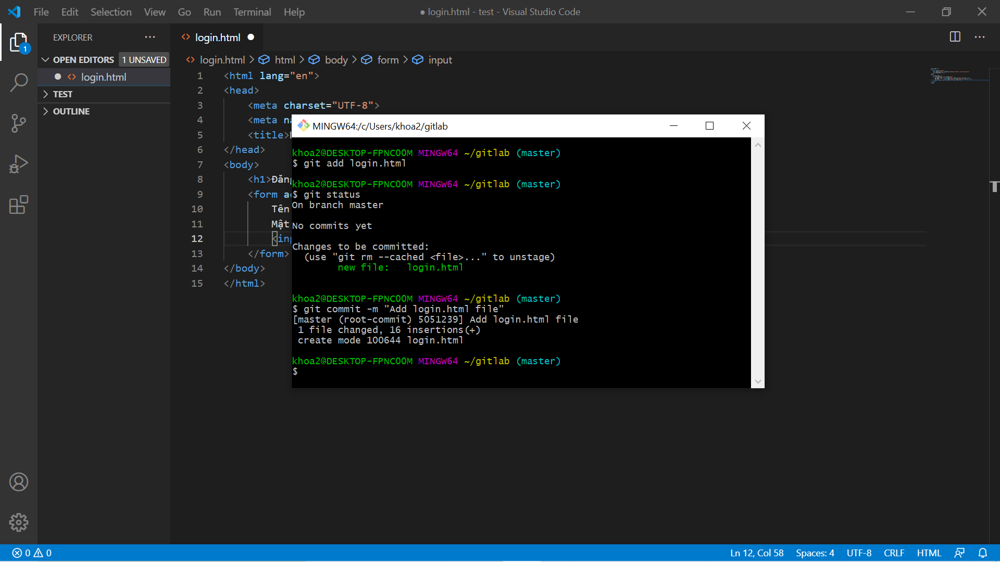 File Edit Selection View Go Run Terminal Help
● login.html - test - Visual Studio Code
EXPLORER
1
OPEN EDITORS 1 UNSAVED
login.html
TEST
OUTLINE
login.html
login.html > html > body > form > input
1 <html lang="en">
2 <head>
3 <meta charset="UTF-8">
4 <meta na
5 <title>
6 </head>
7 <body>
8 <h1>Đăng
9 <form a
10 Tên
11 Mật
12 <inp
13 </form>
14 </body>
15 </html>
MINGW64:/c/Users/khoa2/gitlab
khoa2@DESKTOP-FPNCOOM MINGW64 ~/gitlab (master)
$ git add login.html
khoa2@DESKTOP-FPNCOOM MINGW64 ~/gitlab (master)
$ git status
On branch master
No commits yet
Changes to be committed:
(use "git rm --cached <file>..." to unstage)
new file: login.html
khoa2@DESKTOP-FPNCOOM MINGW64 ~/gitlab (master)
$ git commit -m "Add login.html file"
[master (root-commit) 5051239] Add login.html file
1 file changed, 16 insertions(+)
create mode 100644 login.html
khoa2@DESKTOP-FPNCOOM MINGW64 ~/gitlab (master)
$
0 0
Ln 12, Col 58 Spaces: 4 UTF-8 CRLF HTML